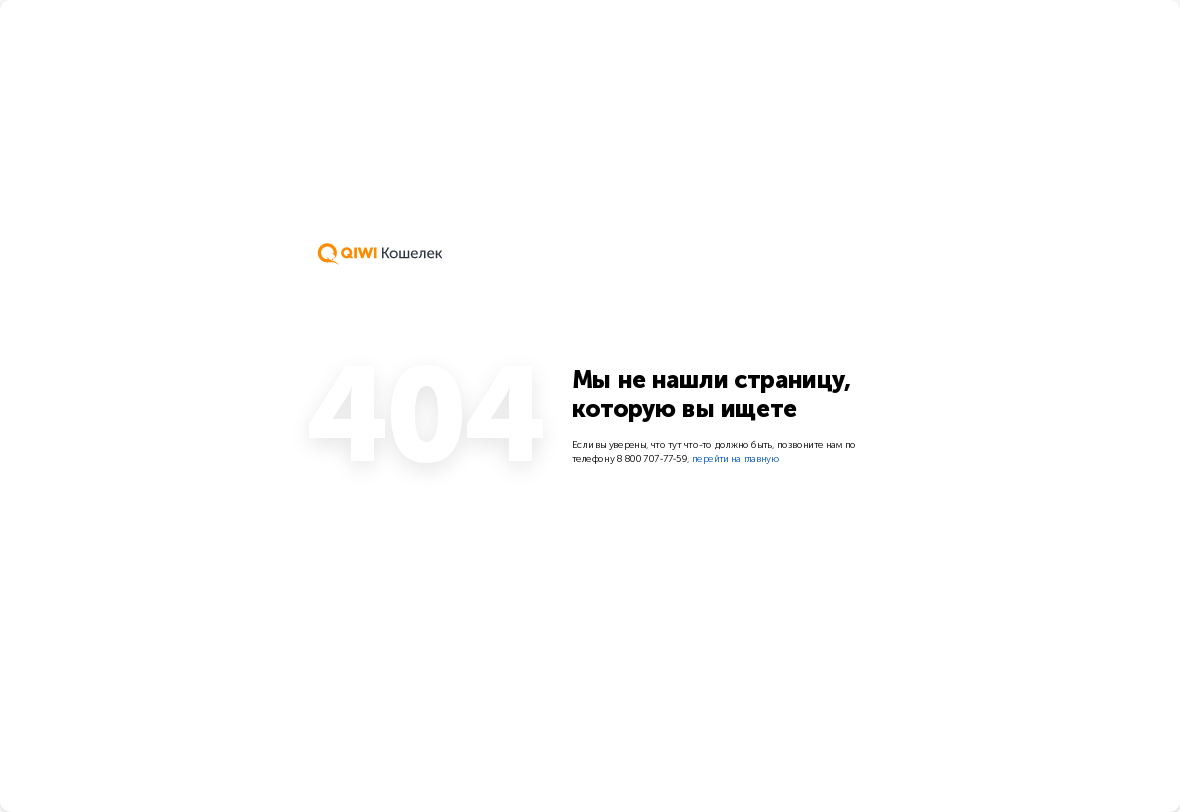 QIWI Кошелек
404
Мы не нашли страницу,
которую вы ищете
Если вы уверены, что тут что-то должно быть, позвоните нам по
телефону 8 800 707-77-59, перейти на главную